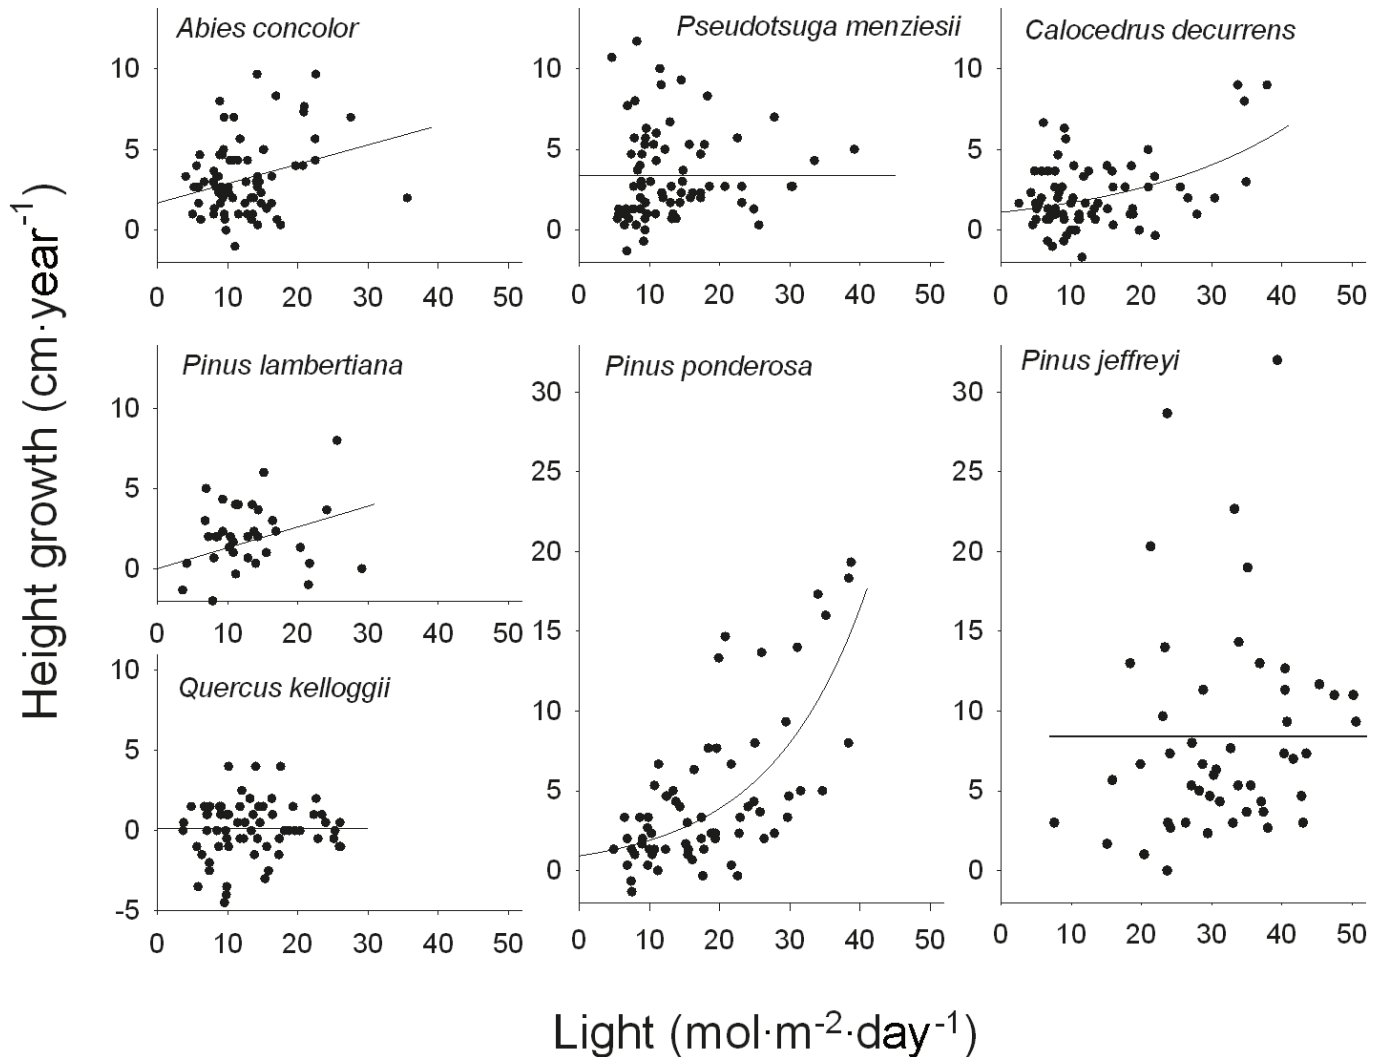 Abies concolor
10
5
0
0 10 20 30 40 50
Pseudotsuga menziesii
10
5
0
0 10 20 30 40 50
Calocedrus decurrens
10
5
0
0 10 20 30 40 50
Height growth (cm·year⁻¹)
Pinus lambertiana
10
5
0
0 10 20 30 40 50
Pinus ponderosa
30
25
20
15
10
5
0
0 10 20 30 40 50
Pinus jeffreyi
30
25
20
15
10
5
0
0 10 20 30 40 50
Quercus kelloggii
10
5
0
-5
0 10 20 30 40 50
Light (mol·m⁻²·day⁻¹)